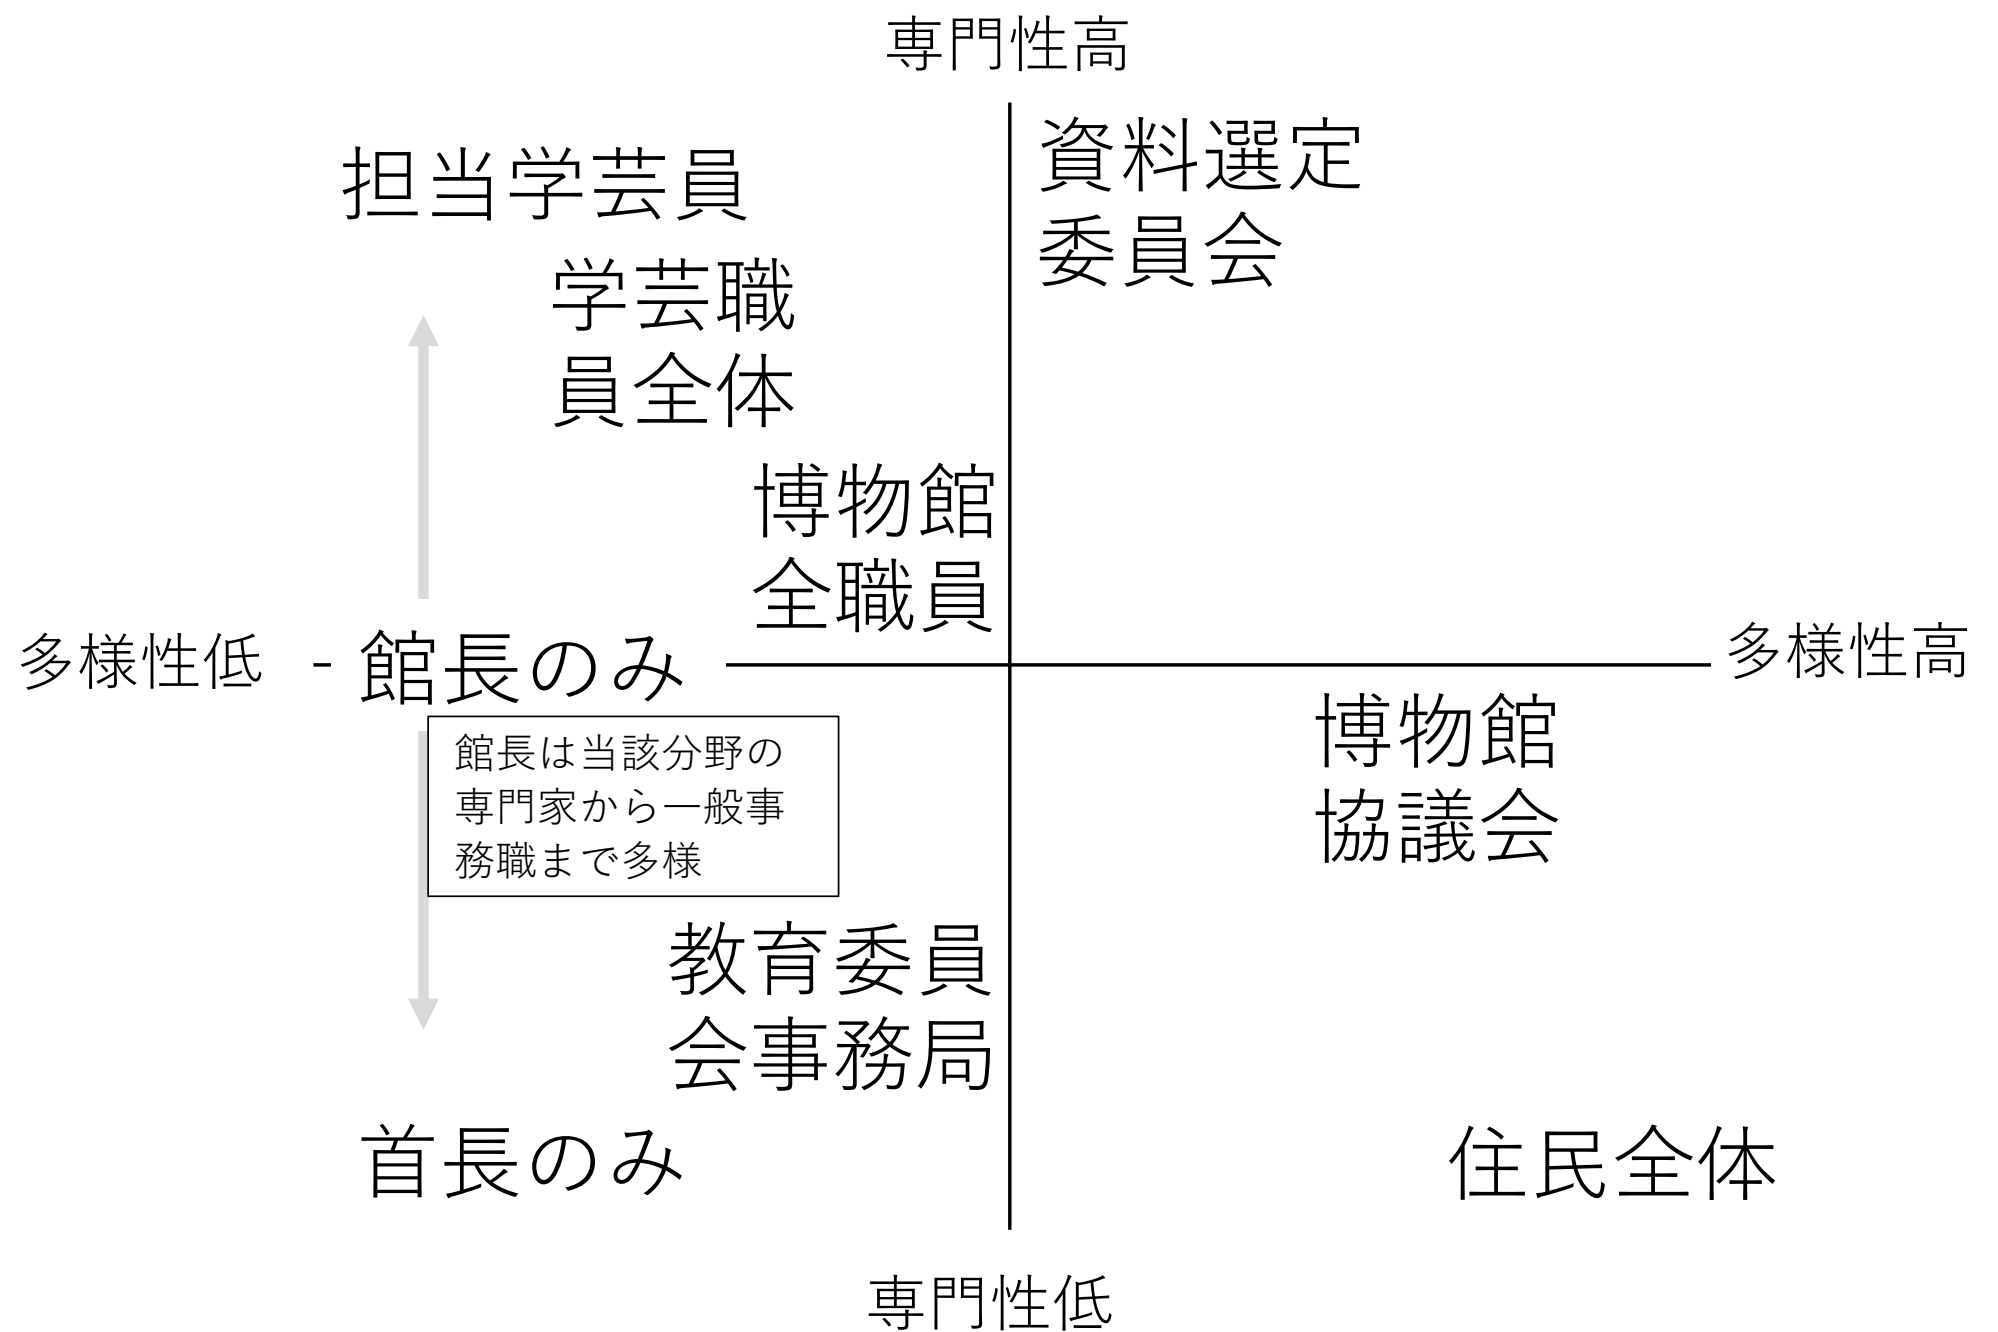 専門性高
担当学芸員
資料選定
委員会
学芸職
員全体
博物館
全職員
多様性低
館長のみ
多様性高
館長は当該分野の
専門家から一般事
務職まで多様
博物館
協議会
教育委員
会事務局
首長のみ
住民全体
専門性低